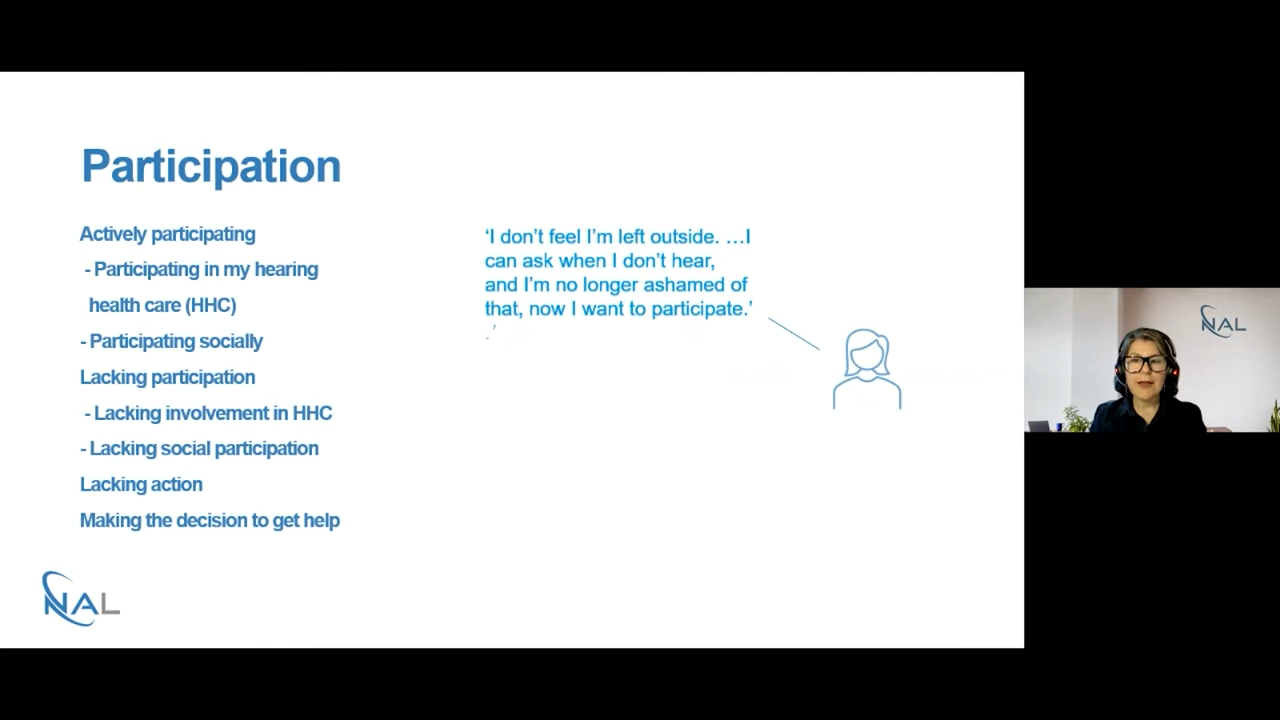 Participation
Actively participating
- Participating in my hearing
health care (HHC)
- Participating socially
Lacking participation
- Lacking involvement in HHC
- Lacking social participation
Lacking action
Making the decision to get help
‘I don’t feel I’m left outside. …I
can ask when I don’t hear,
and I’m no longer ashamed of
that, now I want to participate.’
.’
NAL
NAL